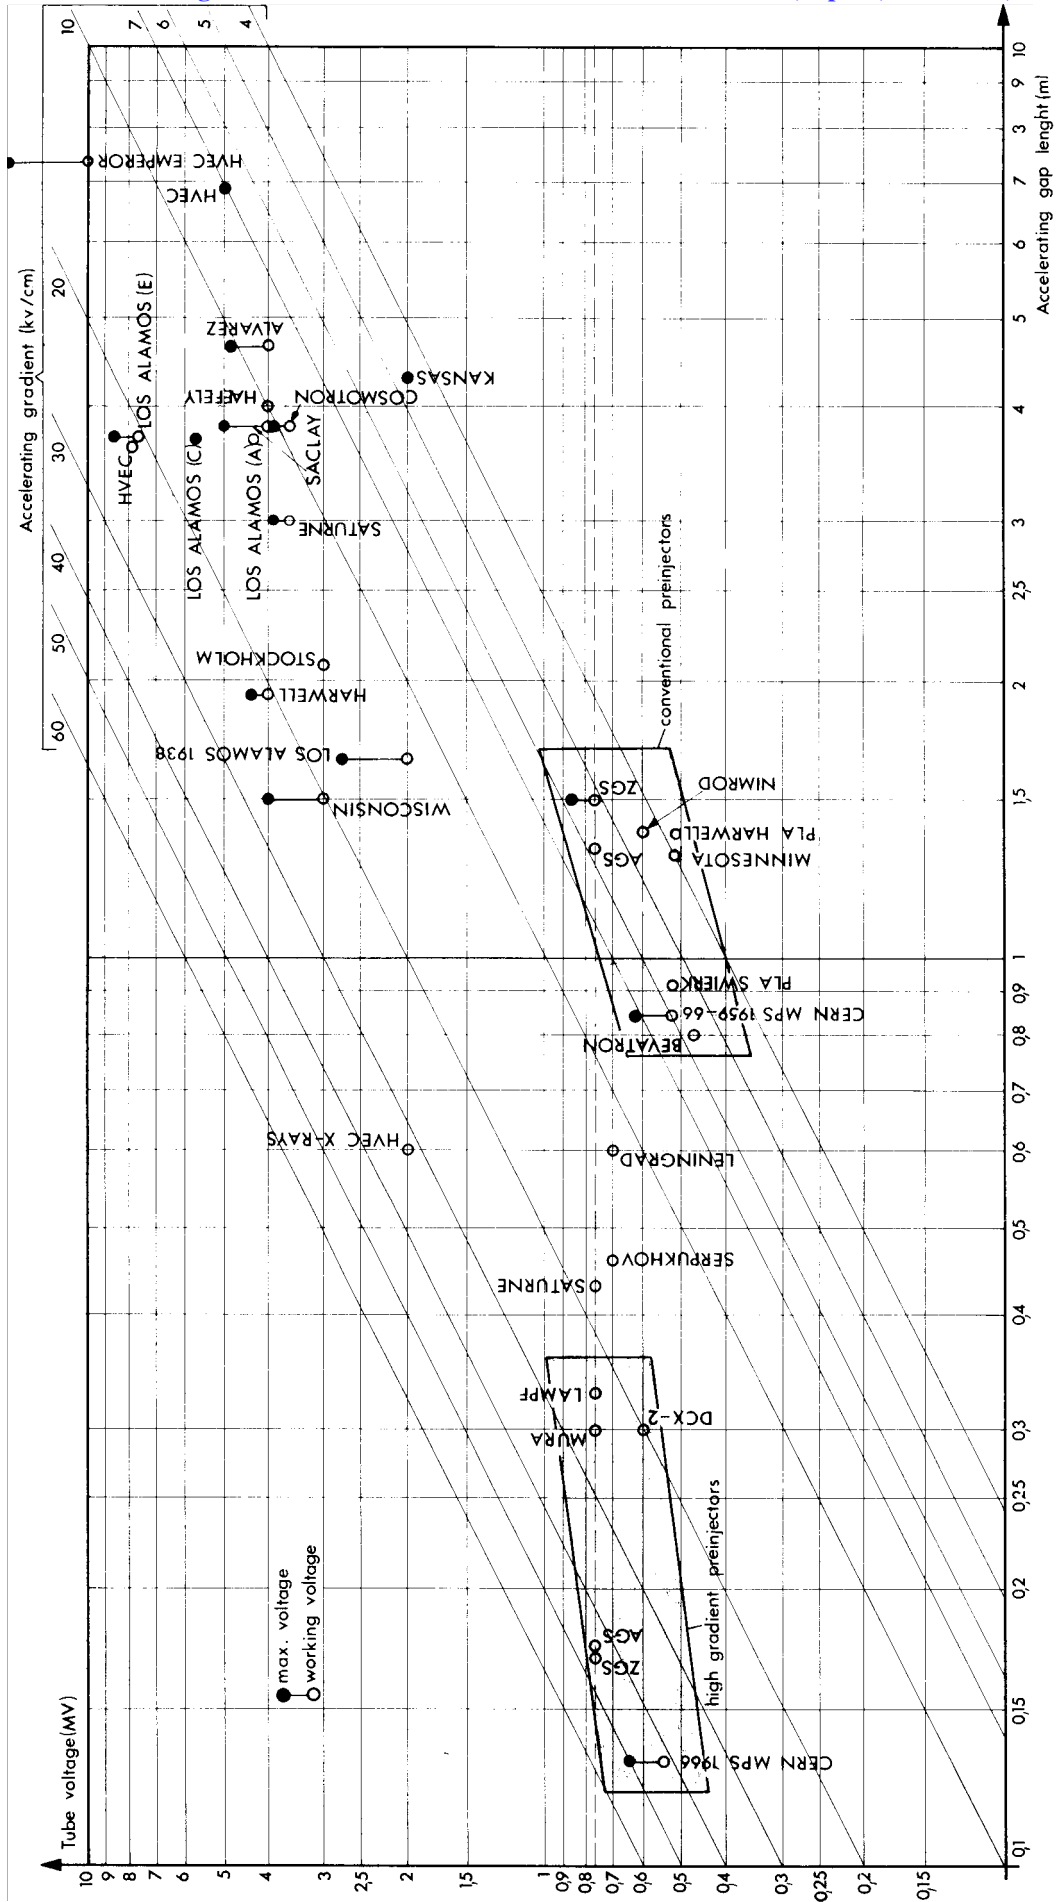 Accelerating gradient (kv/cm)
10
7
6
5
4
20
30
40
50
60
Tube voltage(MV)
10
9
8
7
6
5
4
3
2,5
2
1,5
1
0,9
0,8
0,7
0,6
0,5
0,4
0,3
0,25
0,2
0,15
0,1
0,15
0,2
0,25
0,3
0,4
0,5
0,6
0,7
0,8
0,9
1
1,5
2
2,5
3
4
5
6
7
3
9
10
Accelerating gap lenght (m)
max. voltage
working voltage
HVEC EMPEROR
HVEC
LOS ALAMOS (E)
HVEC
ALVAREZ
HAEFELY
KANSAS
COSMOTRON
SACLAY
LOS ALAMOS (C)
LOS ALAMOS (A)
SATURNE
STOCKHOLM
HARWELL
LOS ALAMOS 1938
WISCONSIN
conventional preinjectors
ZGS
NIMROD
AGS
PLA HARWELL
MINNESOTA
PLA SWIERK
CERN MPS 1959-66
BEVATRON
HVEC X-RAYS
LENINGRAD
SERPUKHOV
SATURNE
LAMPF
MURA
DCX-2
high gradient preinjectors
AGS
ZGS
CERN MPS 1966